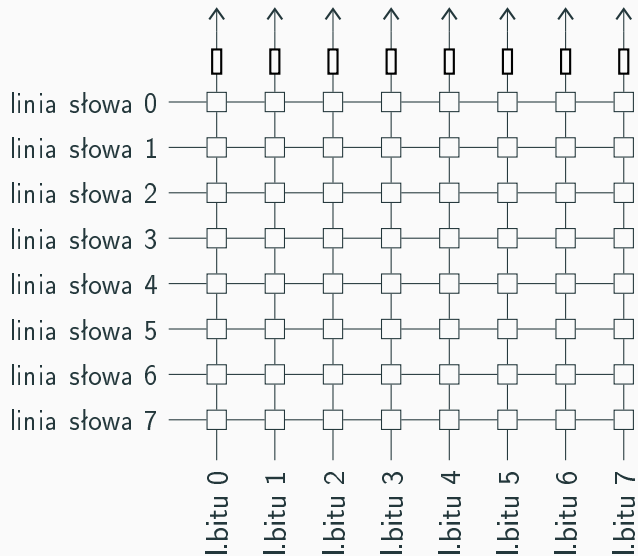 linia słowa 0
linia słowa 1
linia słowa 2
linia słowa 3
linia słowa 4
linia słowa 5
linia słowa 6
linia słowa 7
l.bitu 0
l.bitu 1
l.bitu 2
l.bitu 3
l.bitu 4
l.bitu 5
l.bitu 6
l.bitu 7